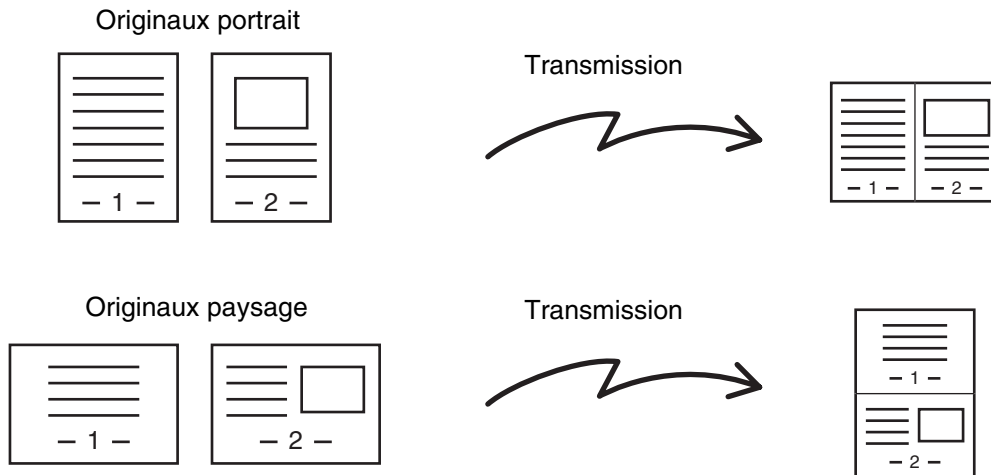 Originaux portrait
Transmission
– 1 –
– 2 –
– 1 –
– 2 –
Originaux paysage
Transmission
– 1 –
– 2 –
– 1 –
– 2 –